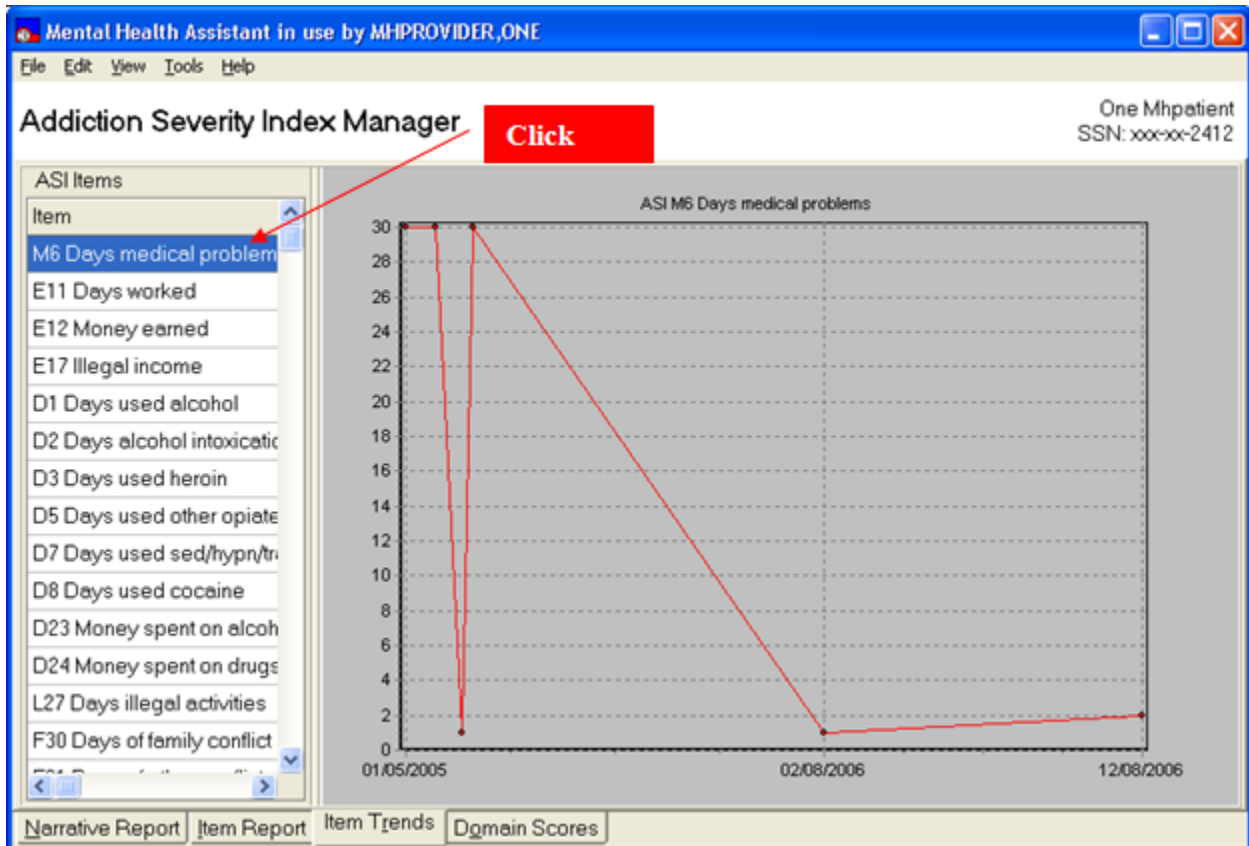 Mental Health Assistant in use by MHPROVIDER,ONE
File Edit View Tools Help
Addiction Severity Index Manager
Click
One Mhpatient
SSN: xxx-xx-2412
ASI Items
Item
M6 Days medical problem
E11 Days worked
E12 Money earned
E17 Illegal income
D1 Days used alcohol
D2 Days alcohol intoxicatio
D3 Days used heroin
D5 Days used other opiate
D7 Days used sed/hypn/tra
D8 Days used cocaine
D23 Money spent on alcoh
D24 Money spent on drugs
L27 Days illegal activities
F30 Days of family conflict
ASI M6 Days medical problems
30
28
26
24
22
20
18
16
14
12
10
8
6
4
2
0
01/05/2005
02/08/2006
12/08/2006
Narrative Report
Item Report
Item Trends
Domain Scores